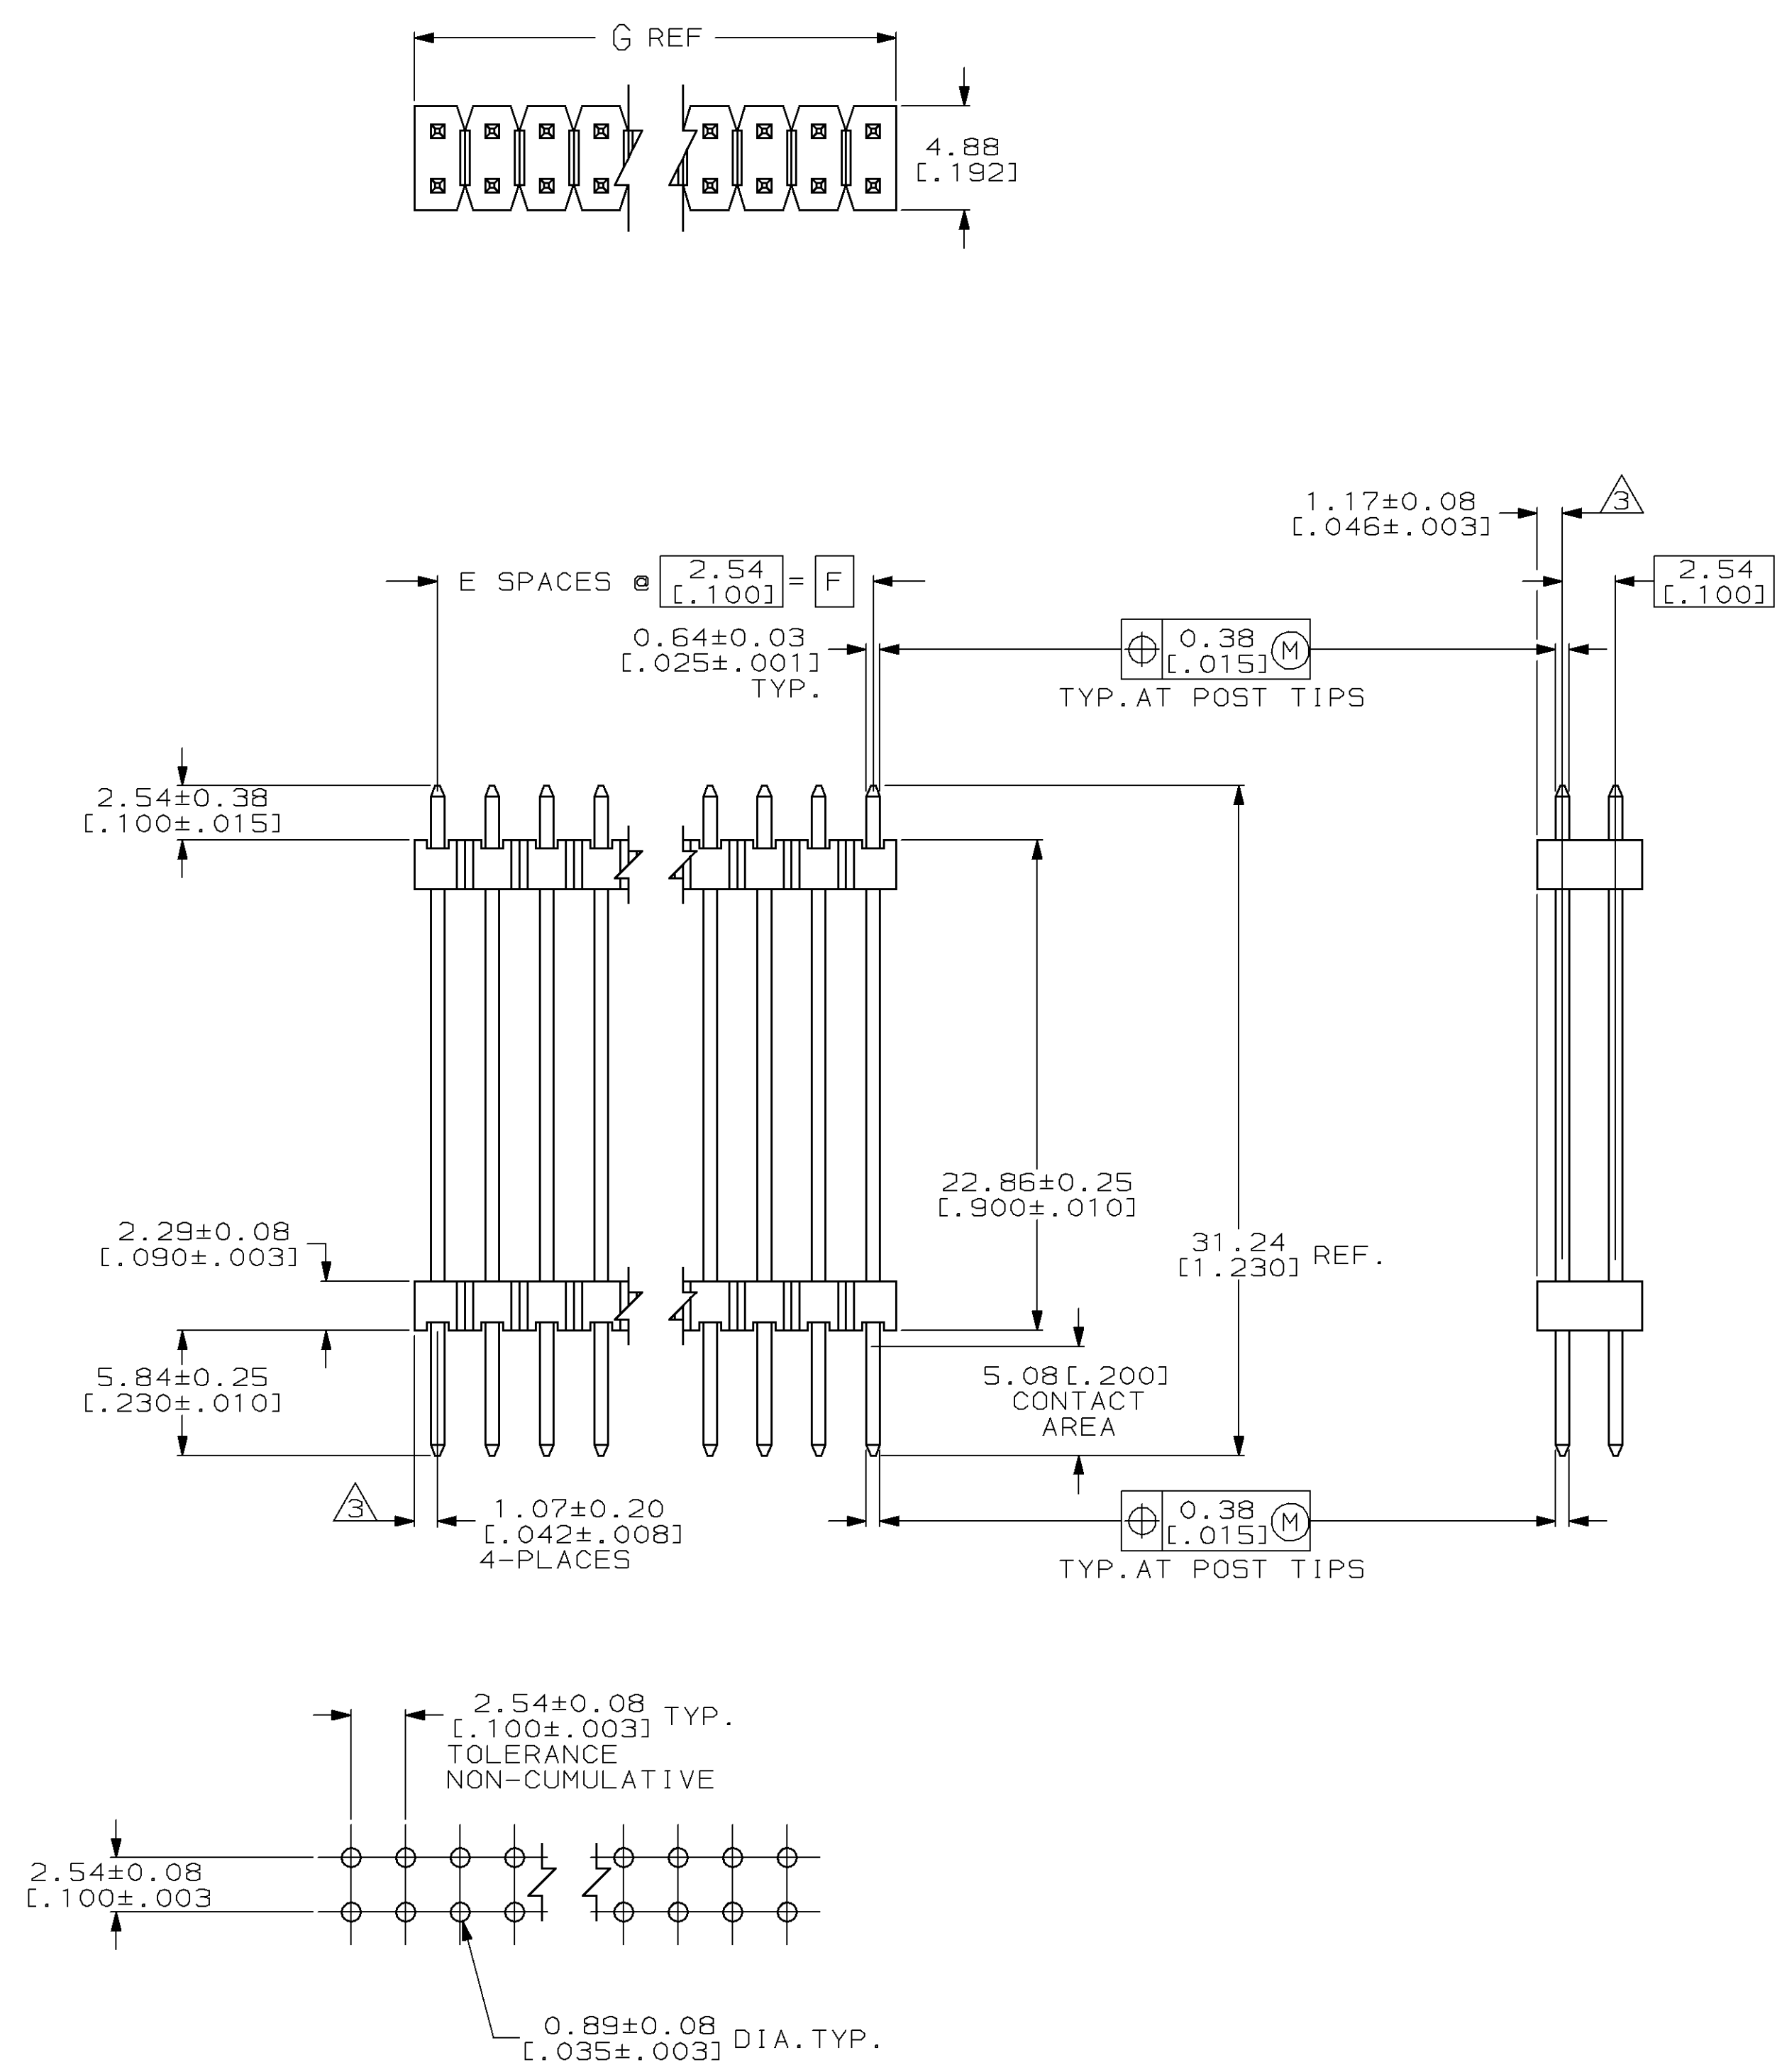 G REF
4.88
[.192]
1.17±0.08
[.046±.003]
3
E SPACES @ 2.54 = F
[.100]
2.54
[.100]
0.64±0.03
[.025±.001]
TYP.
0.38 M
[.015]
TYP.AT POST TIPS
2.54±0.38
[.100±.015]
22.86±0.25
[.900±.010]
2.29±0.08
[.090±.003]
31.24 REF.
[1.230]
5.84±0.25
[.230±.010]
5.08[.200]
CONTACT
AREA
3
1.07±0.20
[.042±.008]
4-PLACES
0.38 M
[.015]
TYP.AT POST TIPS
2.54±0.08 TYP.
[.100±.003]
TOLERANCE
NON-CUMULATIVE
2.54±0.08
[.100±.003
0.89±0.08 DIA.TYP.
[.035±.003]